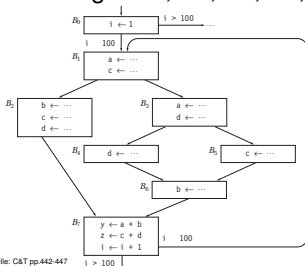 B₀
i ← 1
i > 100
...
i 100
B₁
a ← ...
c ← ...
B₂
b ← ...
c ← ...
d ← ...
B₃
a ← ...
d ← ...
B₄
d ← ...
B₅
c ← ...
B₆
b ← ...
B₇
y ← a + b
z ← c + d
i ← i + 1
i 100
lle: C&T pp.442-447
i > 100